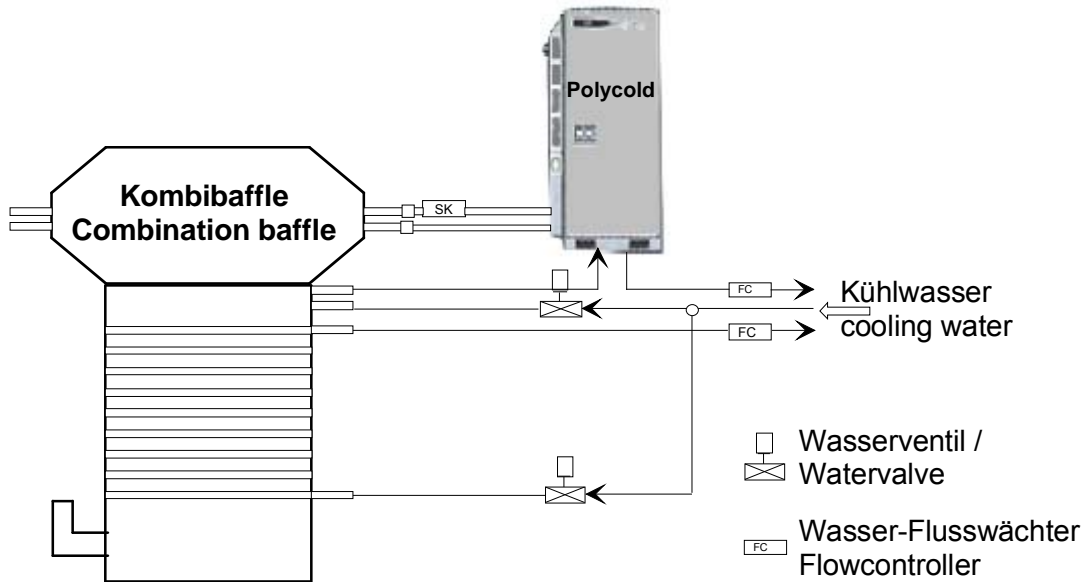 Polycold
Kombibaffle
Combination baffle
SK
FC
Kühlwasser
cooling water
FC
Wasserventil /
Watervalve
FC
Wasser-Flusswächter
Flowcontroller